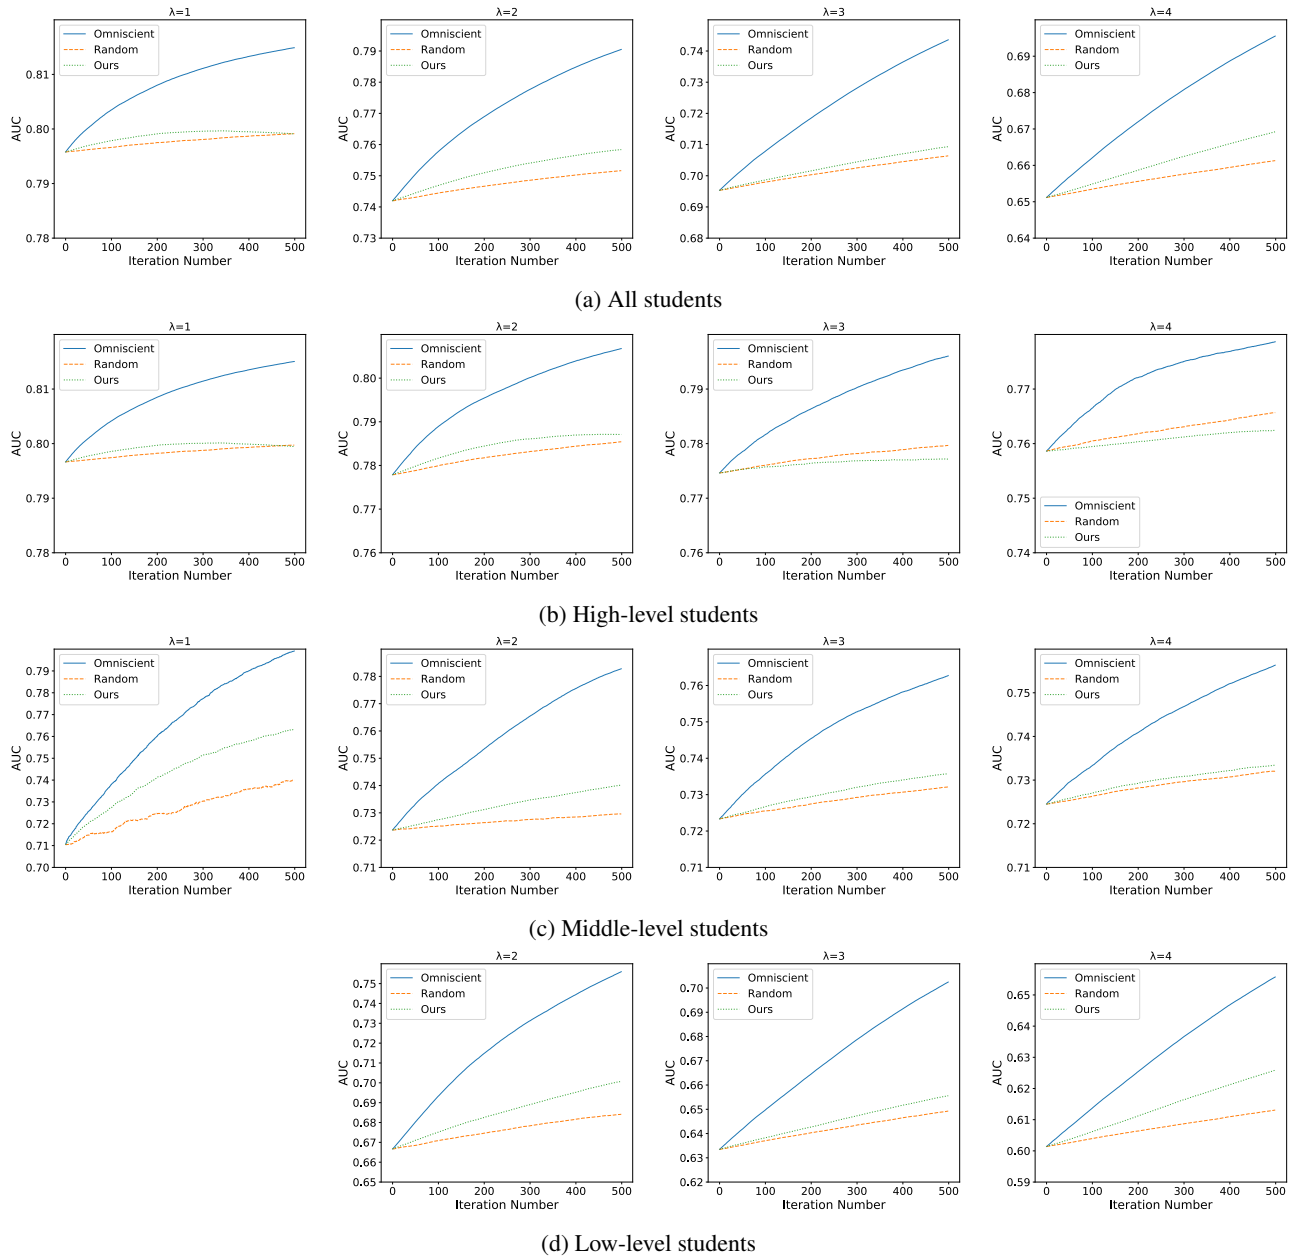 λ=1
Omniscient
Random
Ours
AUC
0.81
0.80
0.79
0.78
0 100 200 300 400 500
Iteration Number
λ=2
Omniscient
Random
Ours
AUC
0.79
0.78
0.77
0.76
0.75
0.74
0.73
0 100 200 300 400 500
Iteration Number
λ=3
Omniscient
Random
Ours
AUC
0.74
0.73
0.72
0.71
0.70
0.69
0.68
0 100 200 300 400 500
Iteration Number
λ=4
Omniscient
Random
Ours
AUC
0.69
0.68
0.67
0.66
0.65
0.64
0 100 200 300 400 500
Iteration Number
(a) All students
λ=1
Omniscient
Random
Ours
AUC
0.81
0.80
0.79
0.78
0 100 200 300 400 500
Iteration Number
λ=2
Omniscient
Random
Ours
AUC
0.80
0.79
0.78
0.77
0.76
0 100 200 300 400 500
Iteration Number
λ=3
Omniscient
Random
Ours
AUC
0.79
0.78
0.77
0.76
0 100 200 300 400 500
Iteration Number
λ=4
AUC
0.77
0.76
0.75
0.74
Omniscient
Random
Ours
0 100 200 300 400 500
Iteration Number
(b) High-level students
λ=1
Omniscient
Random
Ours
AUC
0.79
0.78
0.77
0.76
0.75
0.74
0.73
0.72
0.71
0.70
0 100 200 300 400 500
Iteration Number
λ=2
Omniscient
Random
Ours
AUC
0.78
0.77
0.76
0.75
0.74
0.73
0.72
0.71
0 100 200 300 400 500
Iteration Number
λ=3
Omniscient
Random
Ours
AUC
0.76
0.75
0.74
0.73
0.72
0.71
0 100 200 300 400 500
Iteration Number
λ=4
Omniscient
Random
Ours
AUC
0.75
0.74
0.73
0.72
0.71
0 100 200 300 400 500
Iteration Number
(c) Middle-level students
λ=2
Omniscient
Random
Ours
AUC
0.75
0.74
0.73
0.72
0.71
0.70
0.69
0.68
0.67
0.66
0.65
0 100 200 300 400 500
Iteration Number
λ=3
Omniscient
Random
Ours
AUC
0.70
0.69
0.68
0.67
0.66
0.65
0.64
0.63
0.62
0 100 200 300 400 500
Iteration Number
λ=4
Omniscient
Random
Ours
AUC
0.65
0.64
0.63
0.62
0.61
0.60
0.59
0 100 200 300 400 500
Iteration Number
(d) Low-level students